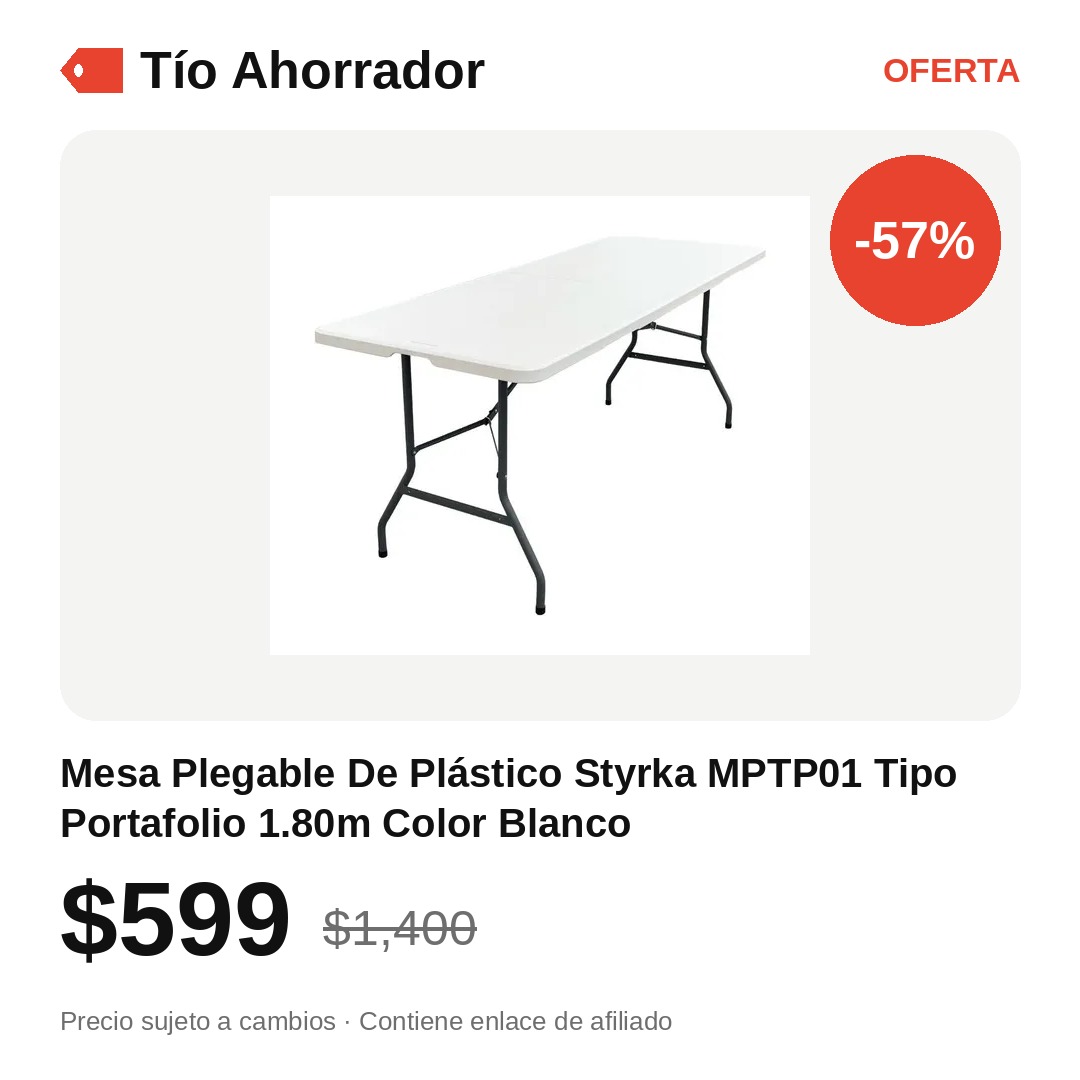 Tío Ahorrador
OFERTA
-57%
Mesa Plegable De Plástico Styrka MPTP01 Tipo
Portafolio 1.80m Color Blanco
$599 $1,400
Precio sujeto a cambios · Contiene enlace de afiliado